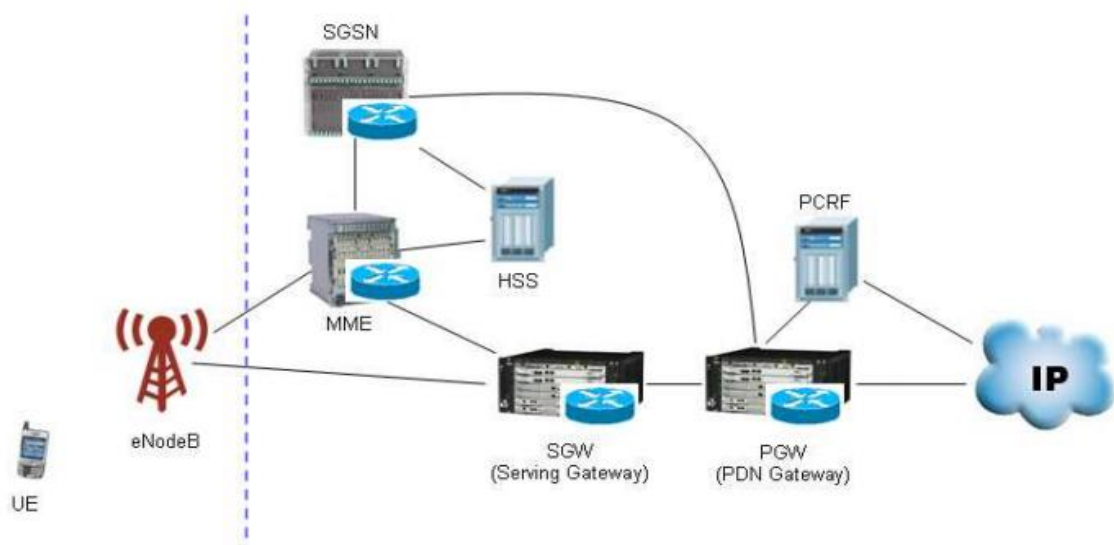 SGSN
PCRF
HSS
MME
IP
eNodeB
SGW
(Serving Gateway)
PGW
(PDN Gateway)
UE